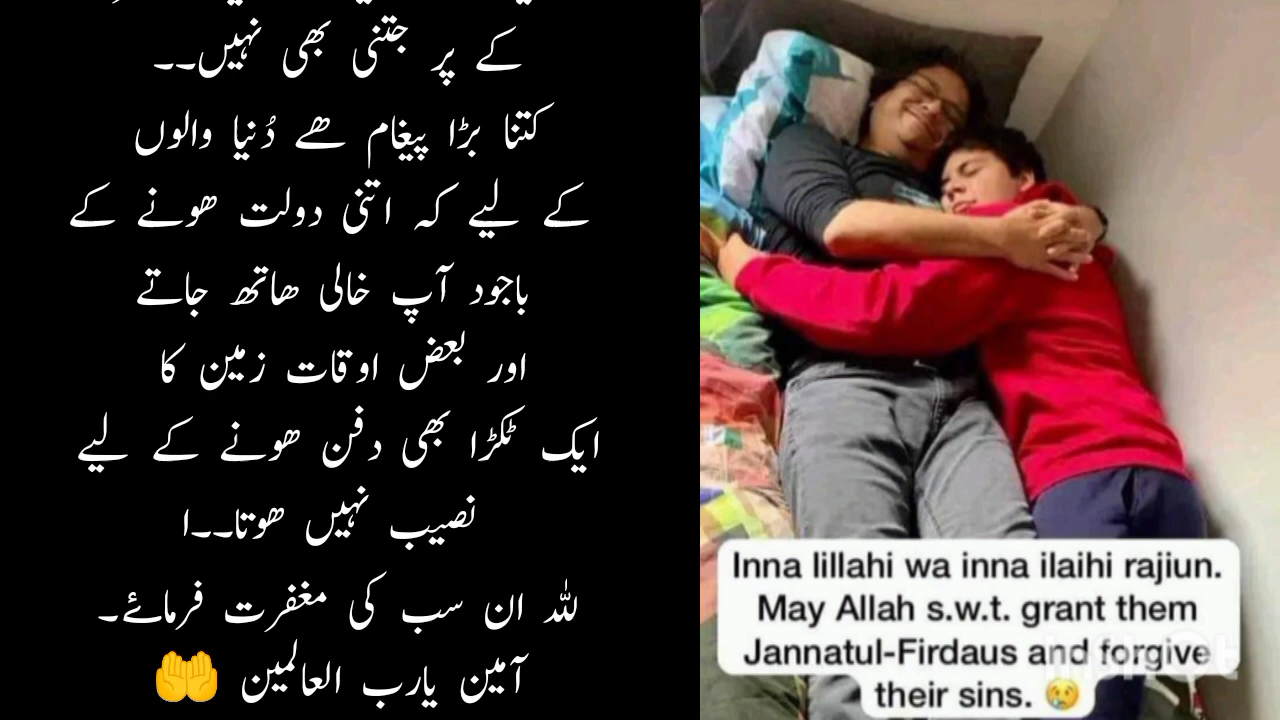 کے پر جتنی بھی نہیں۔۔
کتنا بڑا پیغام ھے دُنیا والوں
کے لیے کہ اتنی دولت ھونے کے
باجود آپ خالی ھاتھ جاتے
اور بعض اوقات زمین کا
ایک ٹکڑا بھی دفن ھونے کے لیے
نصیب نہیں ھوتا۔۔ا
للہ ان سب کی مغفرت فرمائے۔
آمین یارب العالمین 🤲
Inna lillahi wa inna ilaihi rajiun.
May Allah s.w.t. grant them
Jannatul-Firdaus and forgive
their sins. 😢